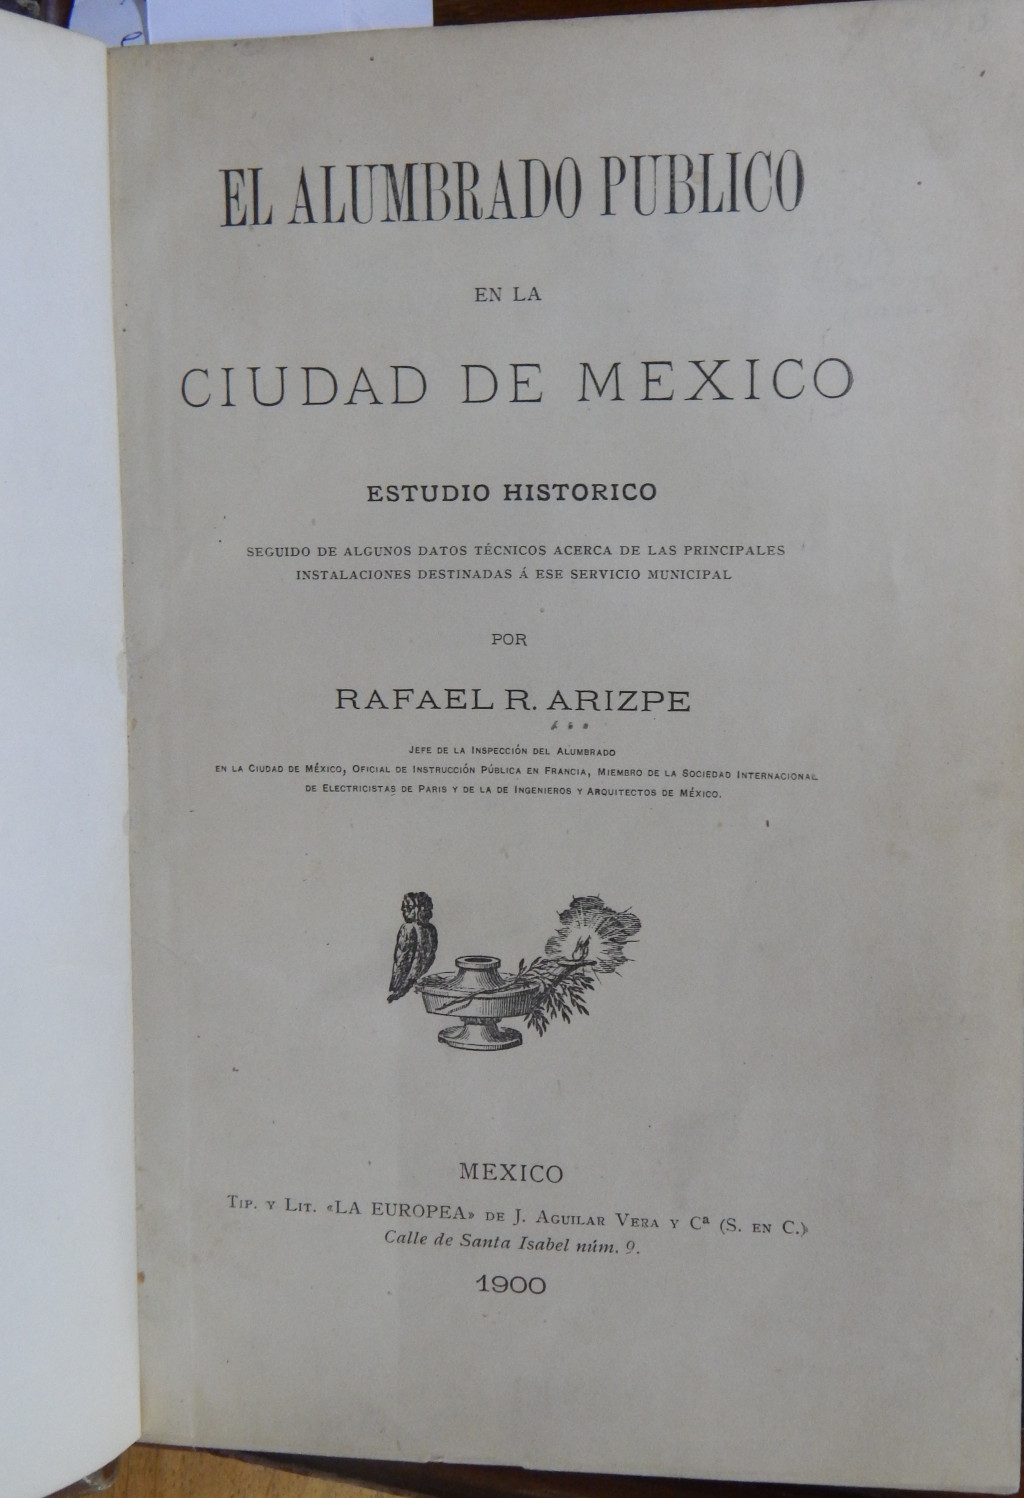 EL ALUMBRADO PUBLICO
EN LA
CIUDAD DE MEXICO
ESTUDIO HISTORICO
SEGUIDO DE ALGUNOS DATOS TÉCNICOS ACERCA DE LAS PRINCIPALES
INSTALACIONES DESTINADAS Á ESE SERVICIO MUNICIPAL
POR
RAFAEL R. ARIZPE
JEFE DE LA INSPECCIÓN DEL ALUMBRADO
EN LA CIUDAD DE MÉXICO, OFICIAL DE INSTRUCCIÓN PÚBLICA EN FRANCIA, MIEMBRO DE LA SOCIEDAD INTERNACIONAL
DE ELECTRICISTAS DE PARIS Y DE LA DE INGENIEROS Y ARQUITECTOS DE MÉXICO.
MEXICO
TIP. Y LIT. «LA EUROPEA» DE J. AGUILAR VERA Y Cª (S. EN C.)
Calle de Santa Isabel núm. 9.
1900